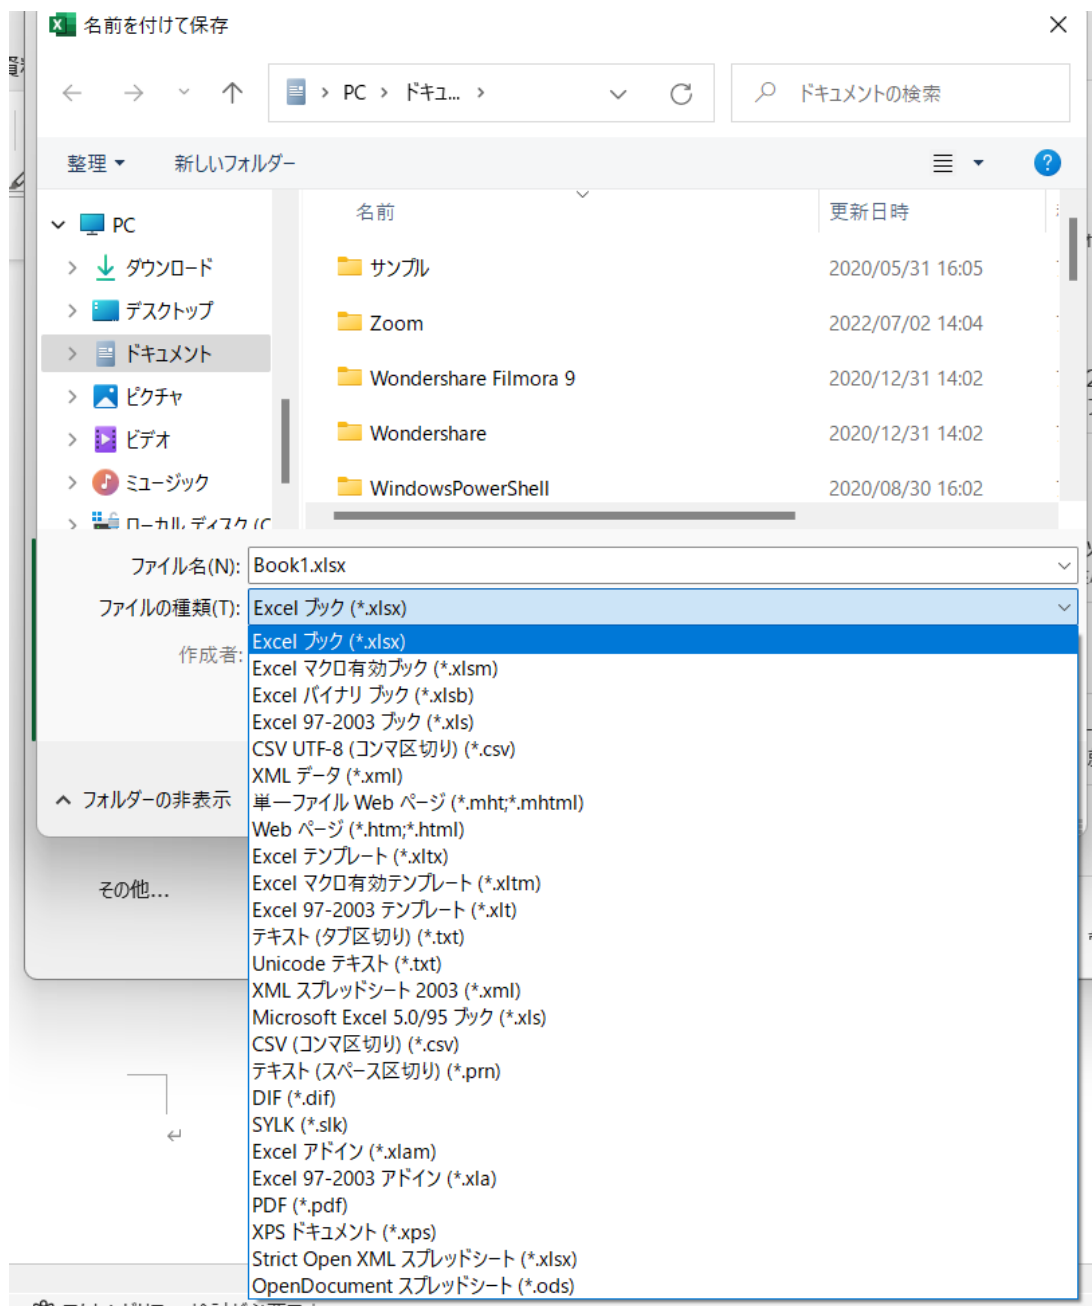 名前を付けて保存
PC ドキュ...
ドキュメントの検索
整理 新しいフォルダー
名前 更新日時
PC
ダウンロード
デスクトップ
ドキュメント
ピクチャ
ビデオ
ミュージック
ローカル ディスク (C
サンプル 2020/05/31 16:05
Zoom 2022/07/02 14:04
Wondershare Filmora 9 2020/12/31 14:02
Wondershare 2020/12/31 14:02
WindowsPowerShell 2020/08/30 16:02
ファイル名(N): Book1.xlsx
ファイルの種類(T): Excel ブック (*.xlsx)
作成者:
Excel ブック (*.xlsx)
Excel マクロ有効ブック (*.xlsm)
Excel バイナリ ブック (*.xlsb)
Excel 97-2003 ブック (*.xls)
CSV UTF-8 (コンマ区切り) (*.csv)
XML データ (*.xml)
単一ファイル Web ページ (*.mht;*.mhtml)
Web ページ (*.htm;*.html)
Excel テンプレート (*.xltx)
Excel マクロ有効テンプレート (*.xltm)
Excel 97-2003 テンプレート (*.xlt)
テキスト (タブ区切り) (*.txt)
Unicode テキスト (*.txt)
XML スプレッドシート 2003 (*.xml)
Microsoft Excel 5.0/95 ブック (*.xls)
CSV (コンマ区切り) (*.csv)
テキスト (スペース区切り) (*.prn)
DIF (*.dif)
SYLK (*.slk)
Excel アドイン (*.xlam)
Excel 97-2003 アドイン (*.xla)
PDF (*.pdf)
XPS ドキュメント (*.xps)
Strict Open XML スプレッドシート (*.xlsx)
OpenDocument スプレッドシート (*.ods)
フォルダーの非表示
その他...